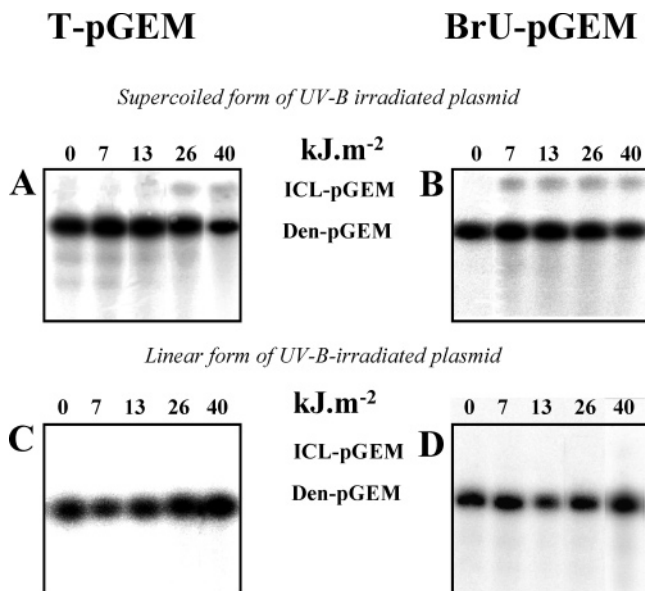 T-pGEM BrU-pGEM
Supercoiled form of UV-B irradiated plasmid
0 7 13 26 40 kJ.m-2 0 7 13 26 40
A ICL-pGEM B
Den-pGEM
Linear form of UV-B-irradiated plasmid
0 7 13 26 40 kJ.m-2 0 7 13 26 40
C ICL-pGEM D
Den-pGEM